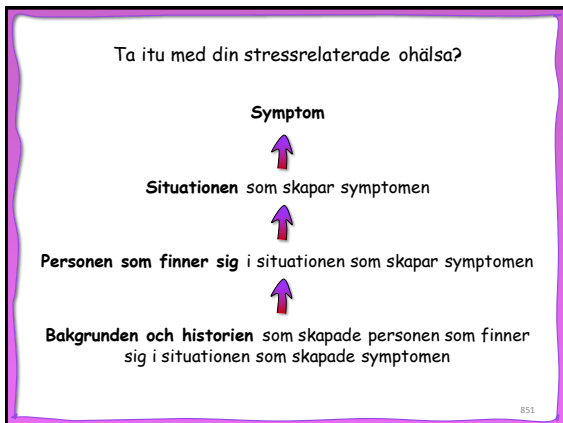 Ta itu med din stressrelaterade ohälsa?
Symptom
Situationen som skapar symptomen
Personen som finner sig i situationen som skapar symptomen
Bakgrunden och historien som skapade personen som finner
sig i situationen som skapade symptomen
851